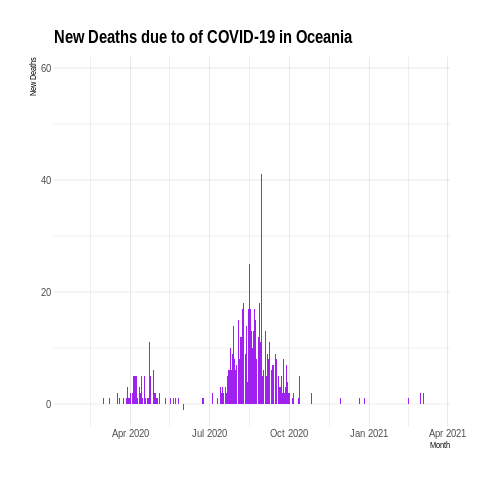 New Deaths due to of COVID-19 in Oceania
New Deaths
60
40
20
0
Apr 2020 Jul 2020 Oct 2020 Jan 2021 Apr 2021
Month